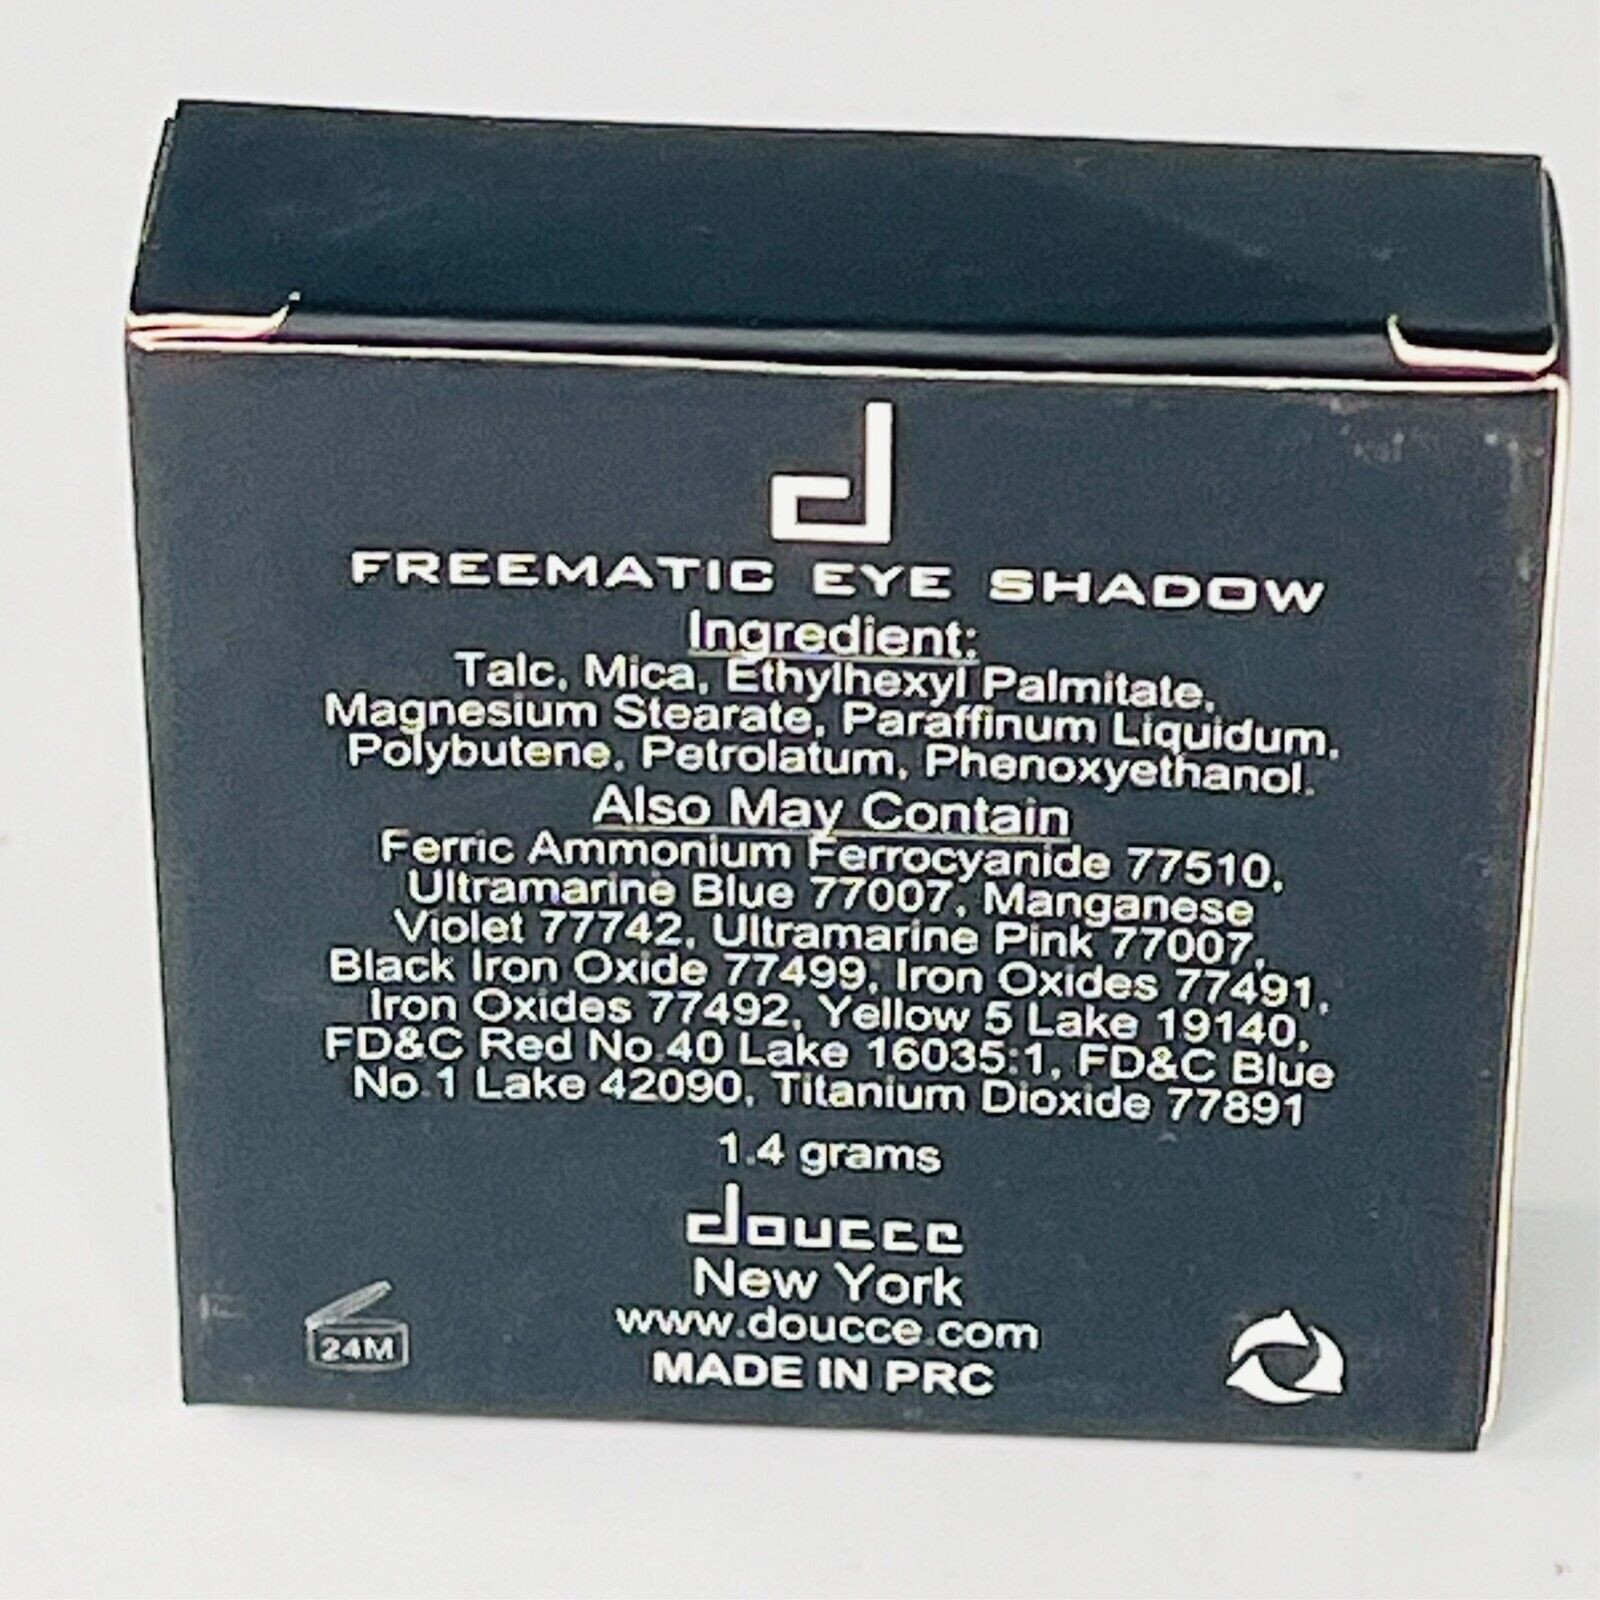 d
FREEMATIC EYE SHADOW
Ingredient:
Talc, Mica, Ethylhexyl Palmitate,
Magnesium Stearate, Paraffinum Liquidum,
Polybutene, Petrolatum, Phenoxyethanol.
Also May Contain
Ferric Ammonium Ferrocyanide 77510,
Ultramarine Blue 77007, Manganese
Violet 77742, Ultramarine Pink 77007,
Black Iron Oxide 77499, Iron Oxides 77491,
Iron Oxides 77492, Yellow 5 Lake 19140,
FD&C Red No.40 Lake 16035:1, FD&C Blue
No.1 Lake 42090, Titanium Dioxide 77891
1.4 grams
doucce
New York
www.doucce.com
MADE IN PRC
24M